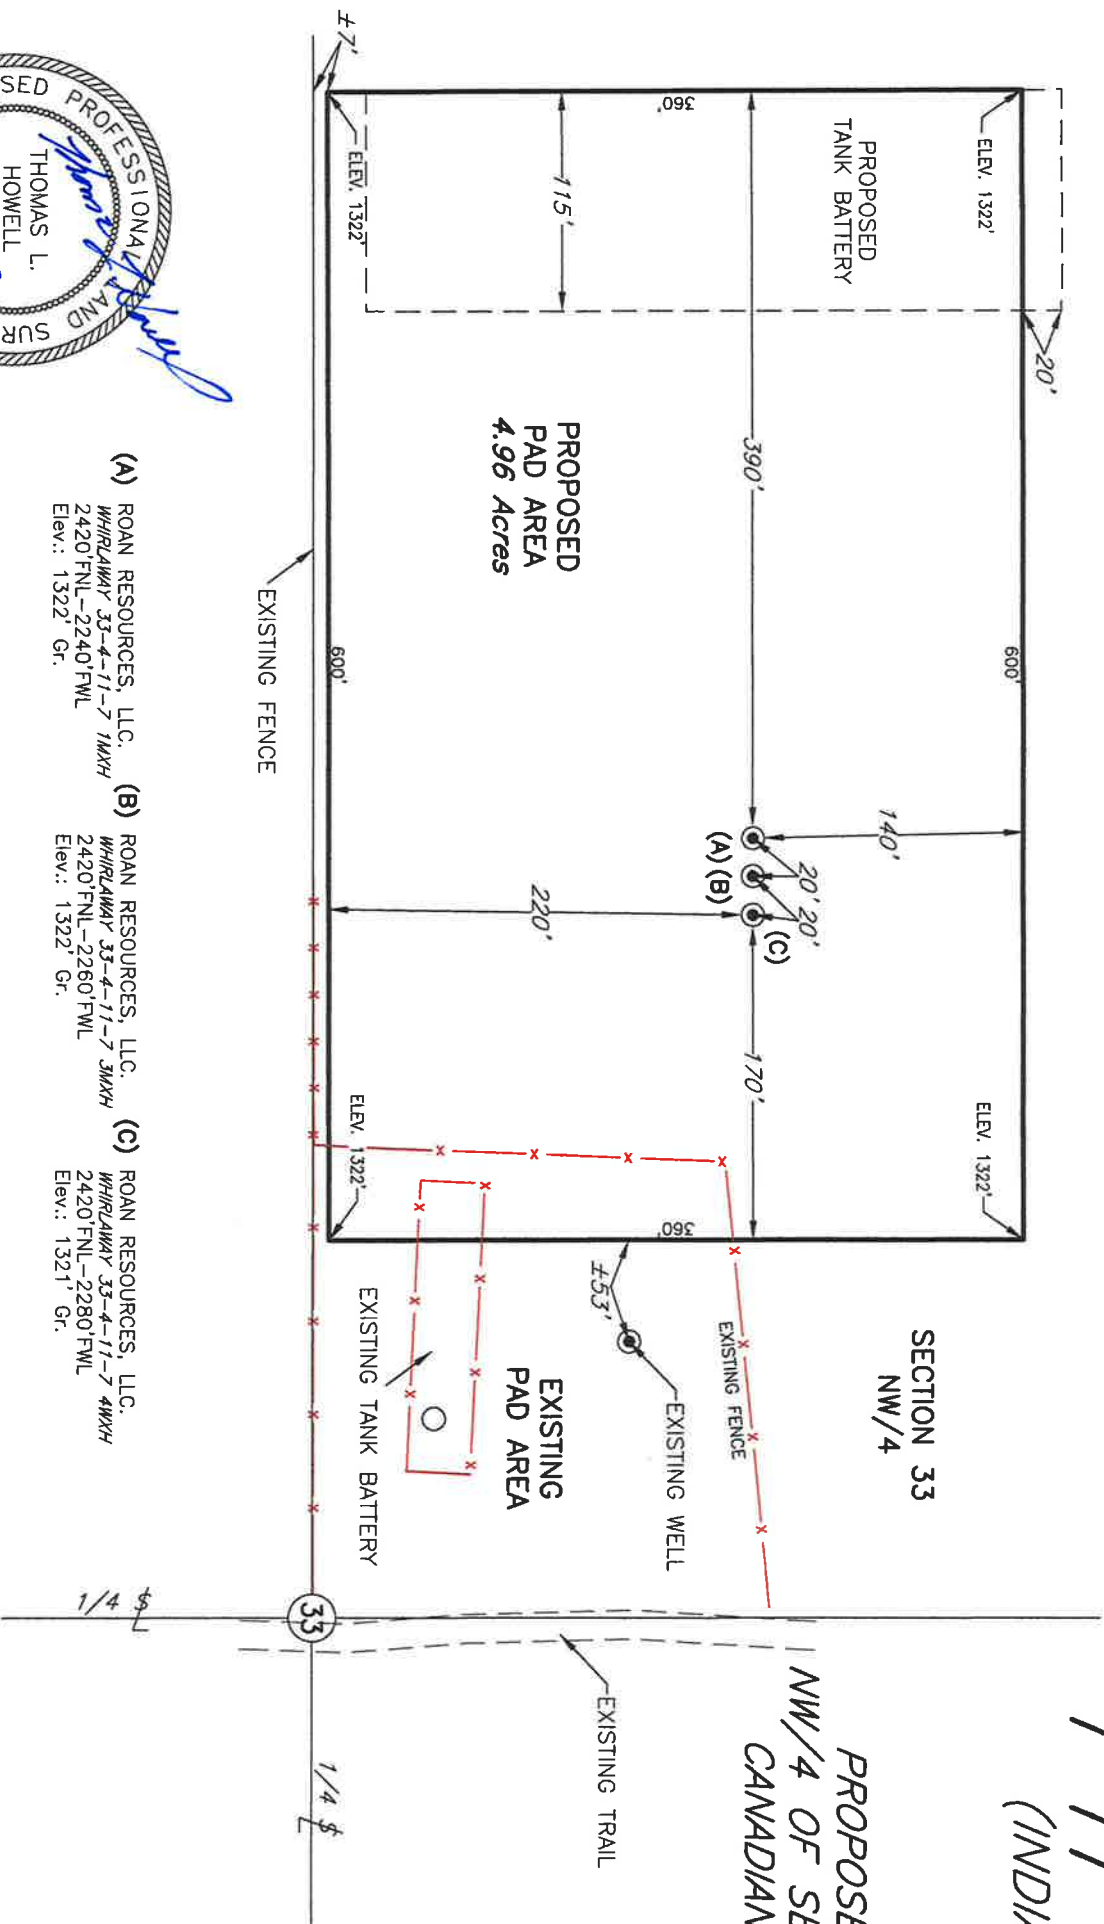 (INDI
PROPOSE
NW/4 OF SE
CANADIAN
20'
ELEV. 1322'
600'
ELEV. 1322'
PROPOSED
TANK BATTERY
360'
115'
390'
140'
20' 20'
(A) (B)
(C)
170'
220'
PROPOSED
PAD AREA
4.96 Acres
SECTION 33
NW/4
EXISTING FENCE
360'
±53'
EXISTING WELL
EXISTING
PAD AREA
EXISTING TANK BATTERY
EXISTING TRAIL
±7'
ELEV. 1322'
600'
ELEV. 1322'
EXISTING FENCE
33
1/4
1/4
(A) ROAN RESOURCES, LLC.
WHIRLAWAY 33-4-11-7 1MXH
2420'FNL-2240'FWL
Elev.: 1322' Gr.
(B) ROAN RESOURCES, LLC.
WHIRLAWAY 33-4-11-7 3MXH
2420'FNL-2260'FWL
Elev.: 1322' Gr.
(C) ROAN RESOURCES, LLC.
WHIRLAWAY 33-4-11-7 4WXH
2420'FNL-2280'FWL
Elev.: 1321' Gr.
SED PROFESSIONAL LAND SUR
THOMAS L.
HOWELL